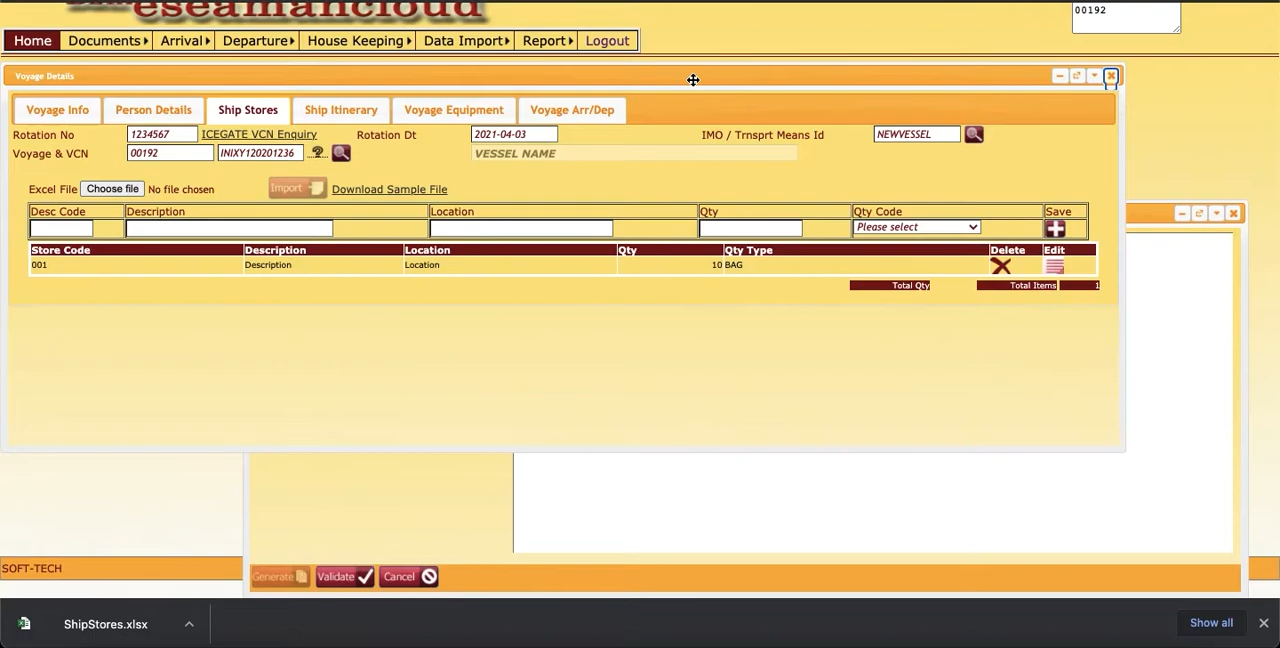 eseamancloud
00192
Home Documents Arrival Departure House Keeping Data Import Report Logout
Voyage Details
Voyage Info Person Details Ship Stores Ship Itinerary Voyage Equipment Voyage Arr/Dep
Rotation No 1234567 ICEGATE VCN Enquiry Rotation Dt 2021-04-03 IMO / Trnsprt Means Id NEWVESSEL
Voyage & VCN 00192 INIXY120201236 ? VESSEL NAME
Excel File Choose file No file chosen Import Download Sample File
Desc Code Description Location Qty Qty Code Save
Please select
Store Code Description Location Qty Qty Type Delete Edit
001 Description Location 10 BAG
Total Qty Total Items 1
SOFT-TECH
Generate Validate Cancel
ShipStores.xlsx Show all